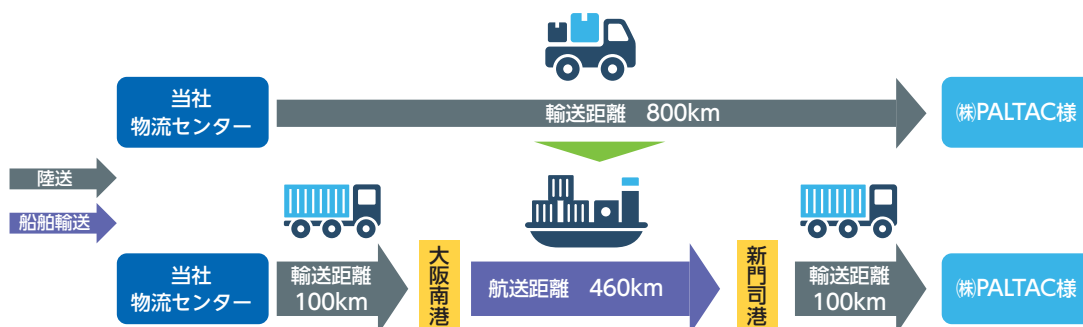 当社
物流センター
輸送距離 800km
㈱PALTAC様
陸送
船舶輸送
当社
物流センター
輸送距離
100km
大阪南港
航送距離 460km
新門司港
輸送距離
100km
㈱PALTAC様